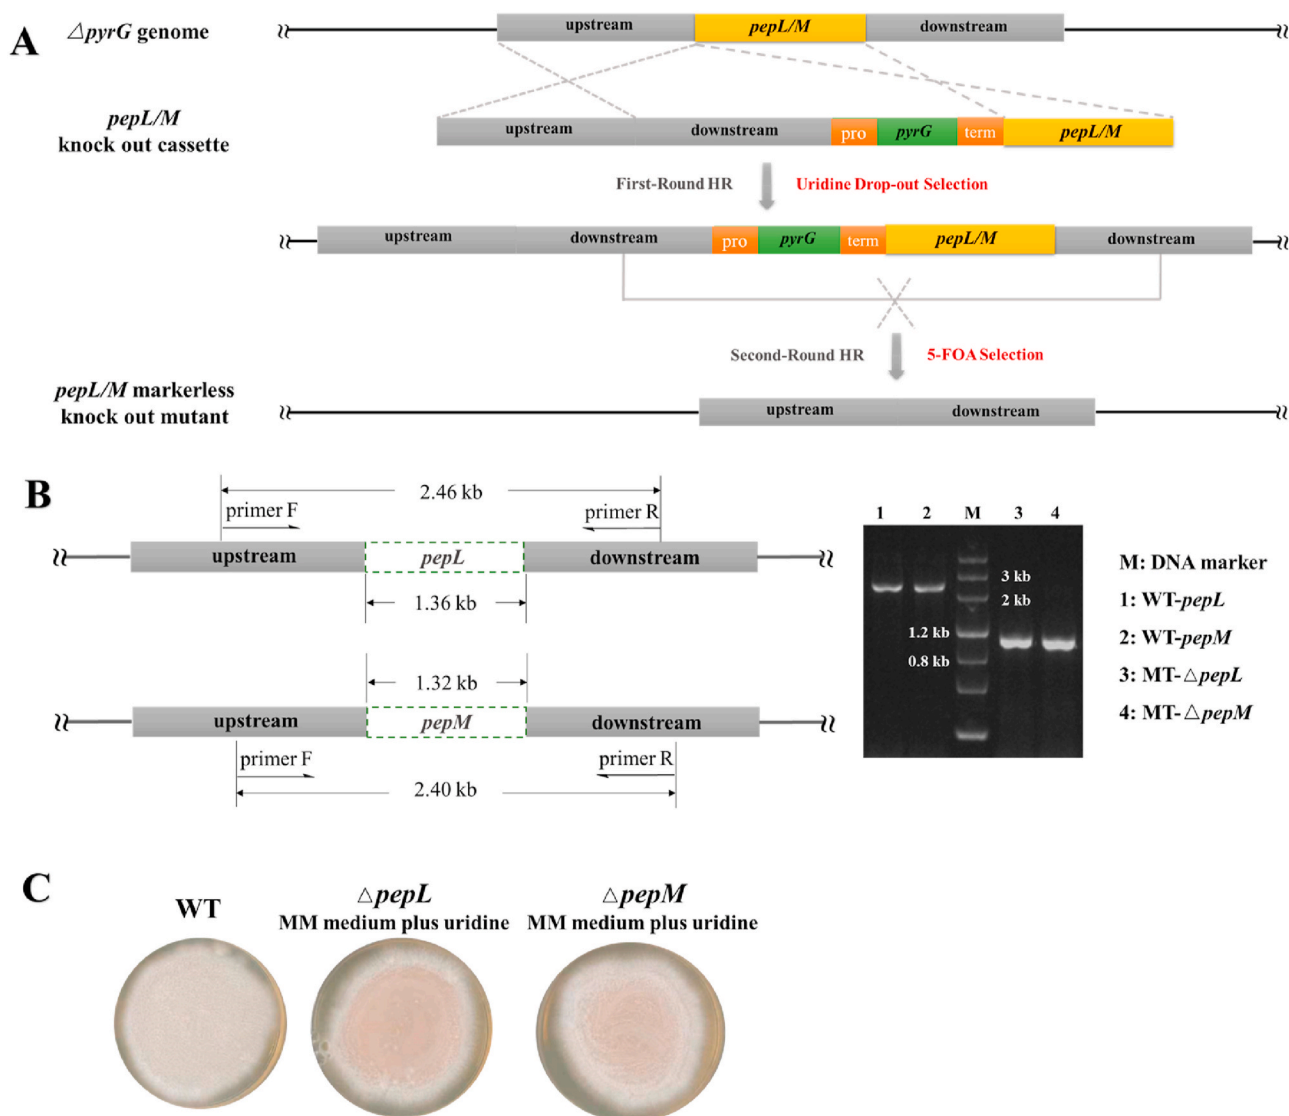 A
△pyrG genome
upstream
pepL/M
downstream
pepL/M
knock out cassette
upstream
downstream
pro
pyrG
term
pepL/M
First-Round HR
Uridine Drop-out Selection
upstream
downstream
pro
pyrG
term
pepL/M
downstream
Second-Round HR
5-FOA Selection
pepL/M markerless
knock out mutant
upstream
downstream
B
2.46 kb
primer F
primer R
upstream
pepL
downstream
1.36 kb
1.32 kb
upstream
pepM
downstream
primer F
primer R
2.40 kb
1 2 M 3 4
3 kb
2 kb
1.2 kb
0.8 kb
M: DNA marker
1: WT-pepL
2: WT-pepM
3: MT-△pepL
4: MT-△pepM
C
WT
△pepL
MM medium plus uridine
△pepM
MM medium plus uridine